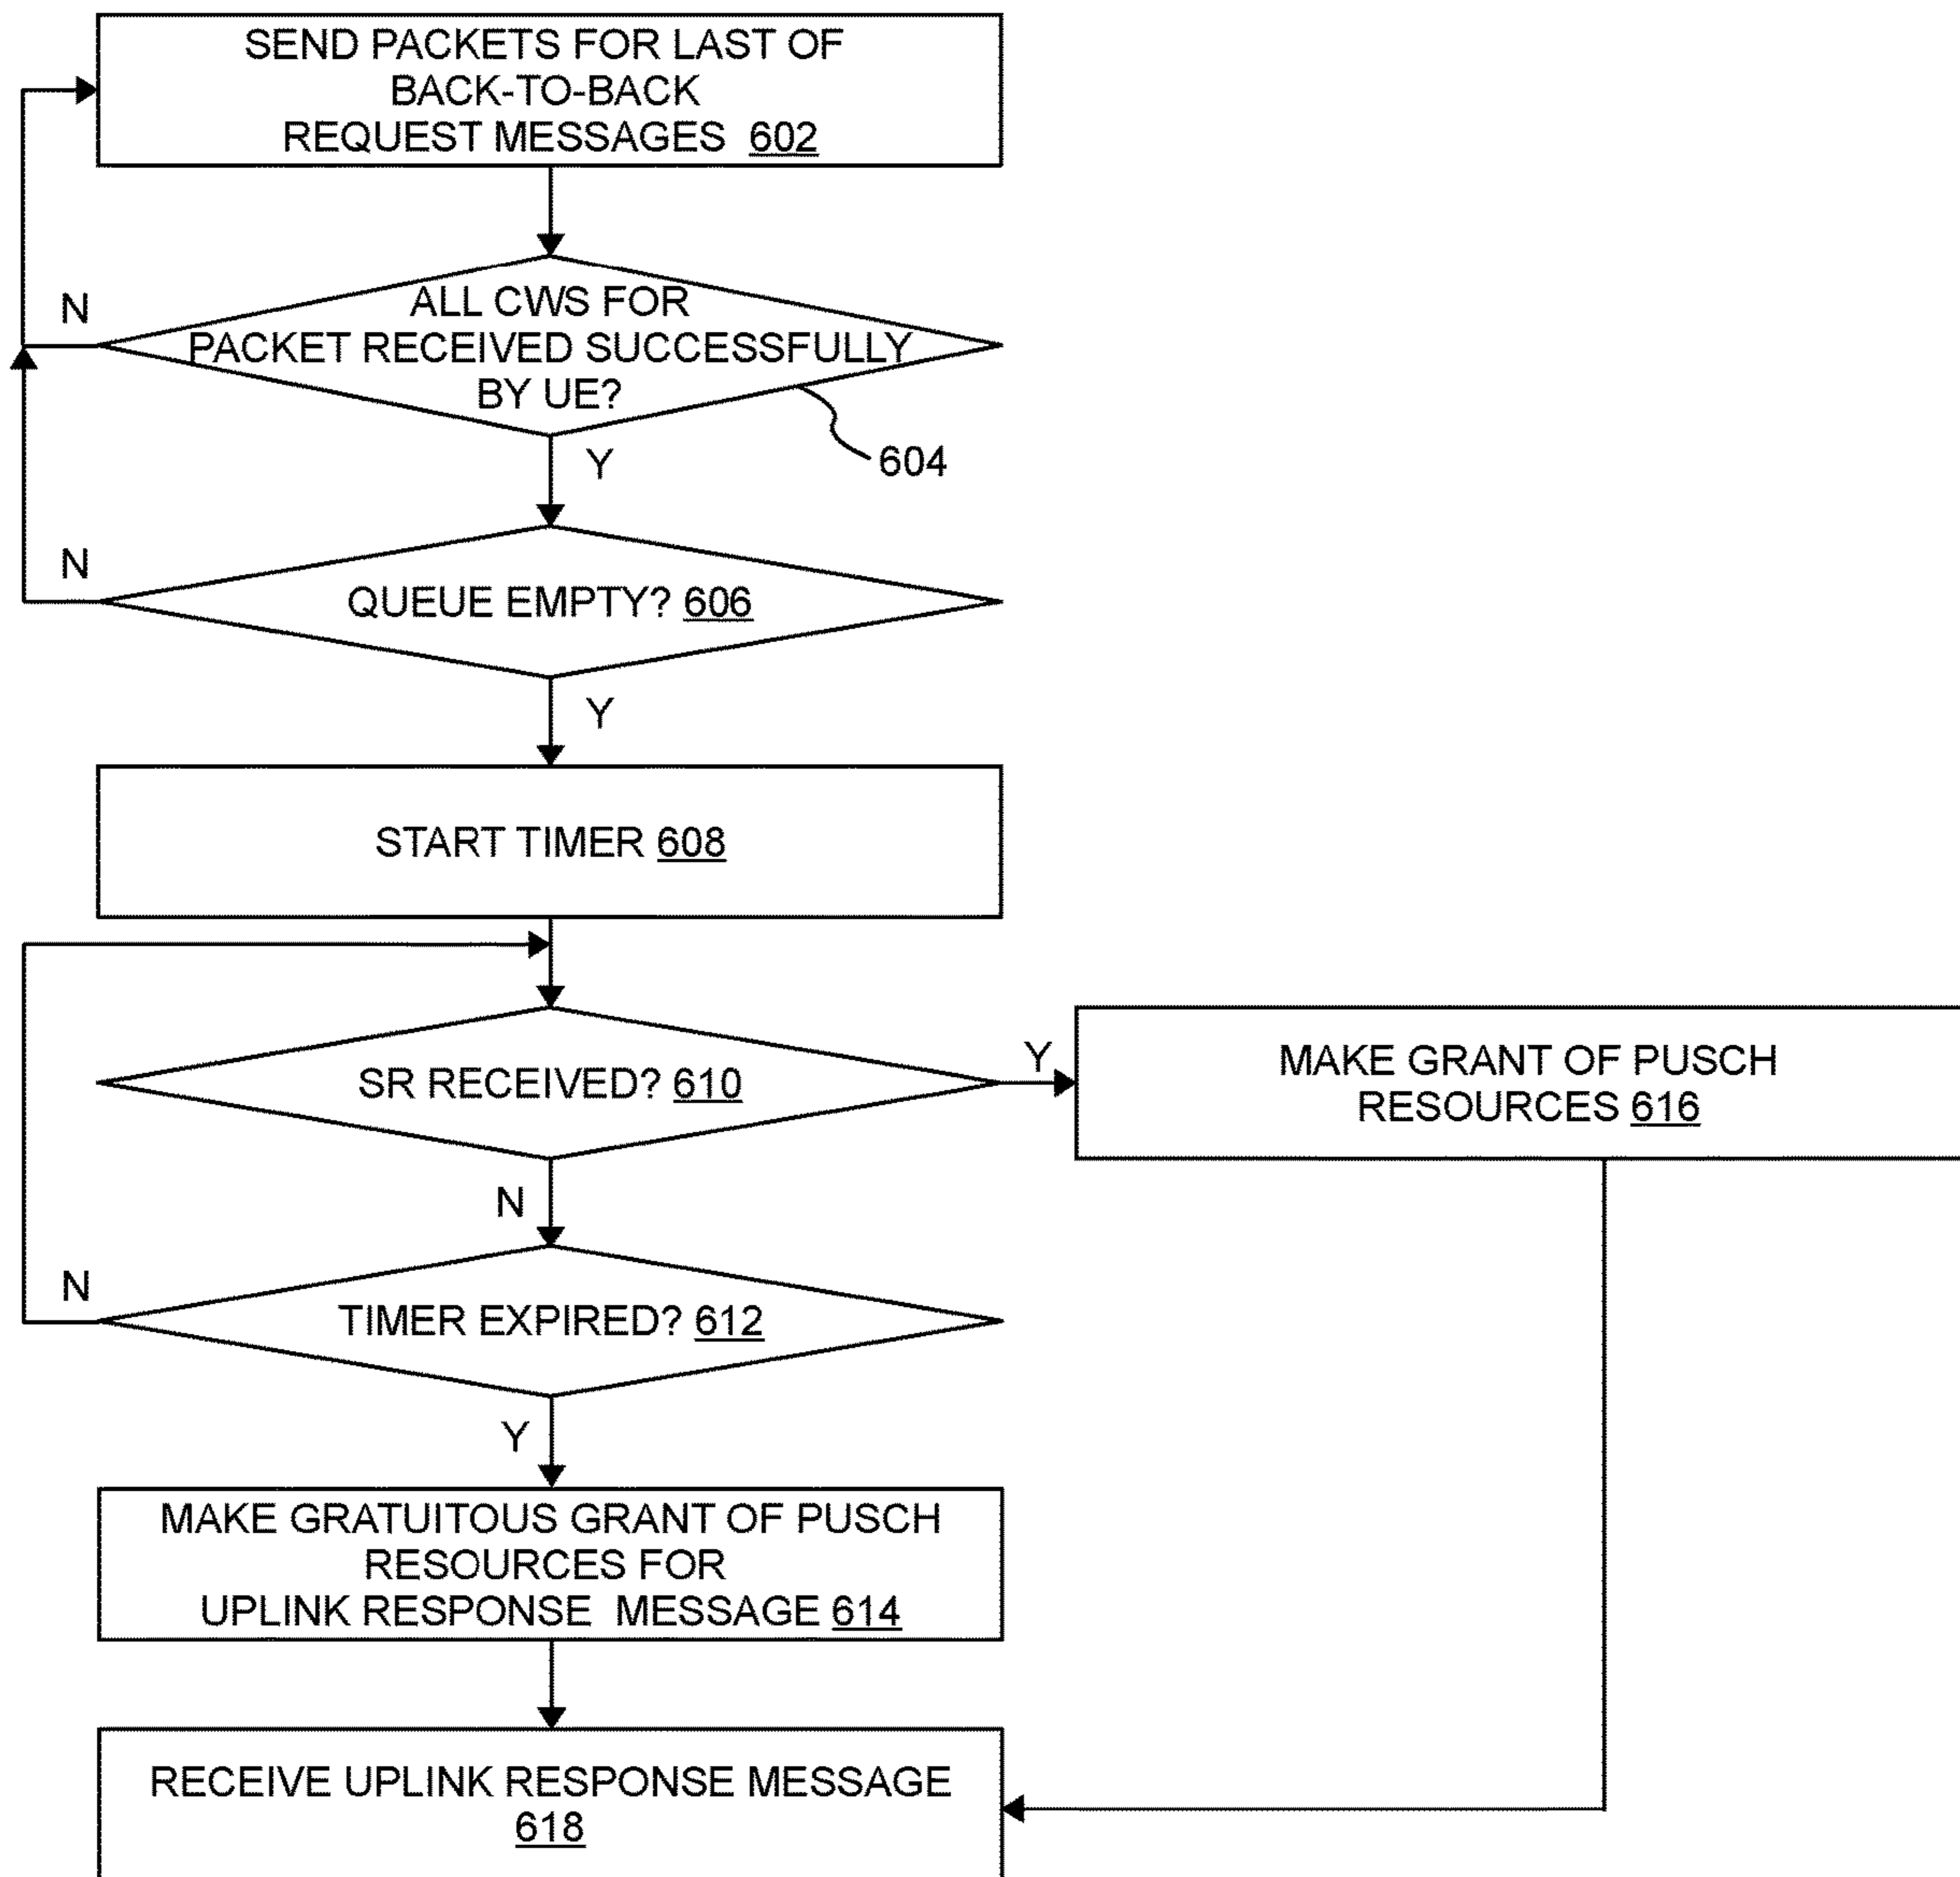 SEND PACKETS FOR LAST OF
BACK-TO-BACK
REQUEST MESSAGES 602
N
ALL CWS FOR
PACKET RECEIVED SUCCESSFULLY
BY UE?
Y
604
N
QUEUE EMPTY? 606
Y
START TIMER 608
SR RECEIVED? 610
Y
MAKE GRANT OF PUSCH
RESOURCES 616
N
N
TIMER EXPIRED? 612
Y
MAKE GRATUITOUS GRANT OF PUSCH
RESOURCES FOR
UPLINK RESPONSE MESSAGE 614
RECEIVE UPLINK RESPONSE MESSAGE
618